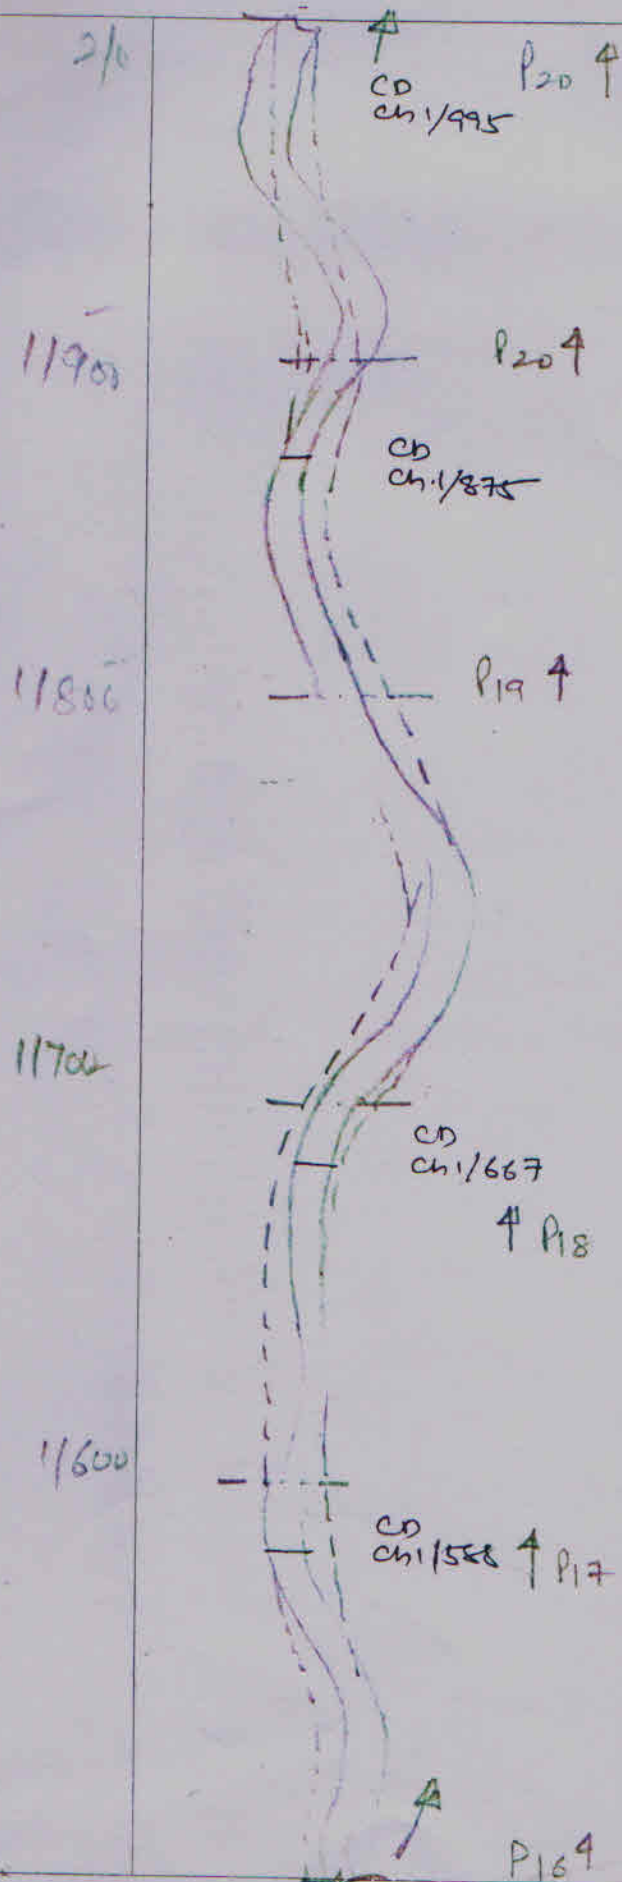 2/0
CD
Ch 1/995
P20
1/900
P20
CD
Ch.1/875
1/800
P19
1/700
CD
Ch 1/667
P18
1/600
CD
Ch 1/588
P17
P16